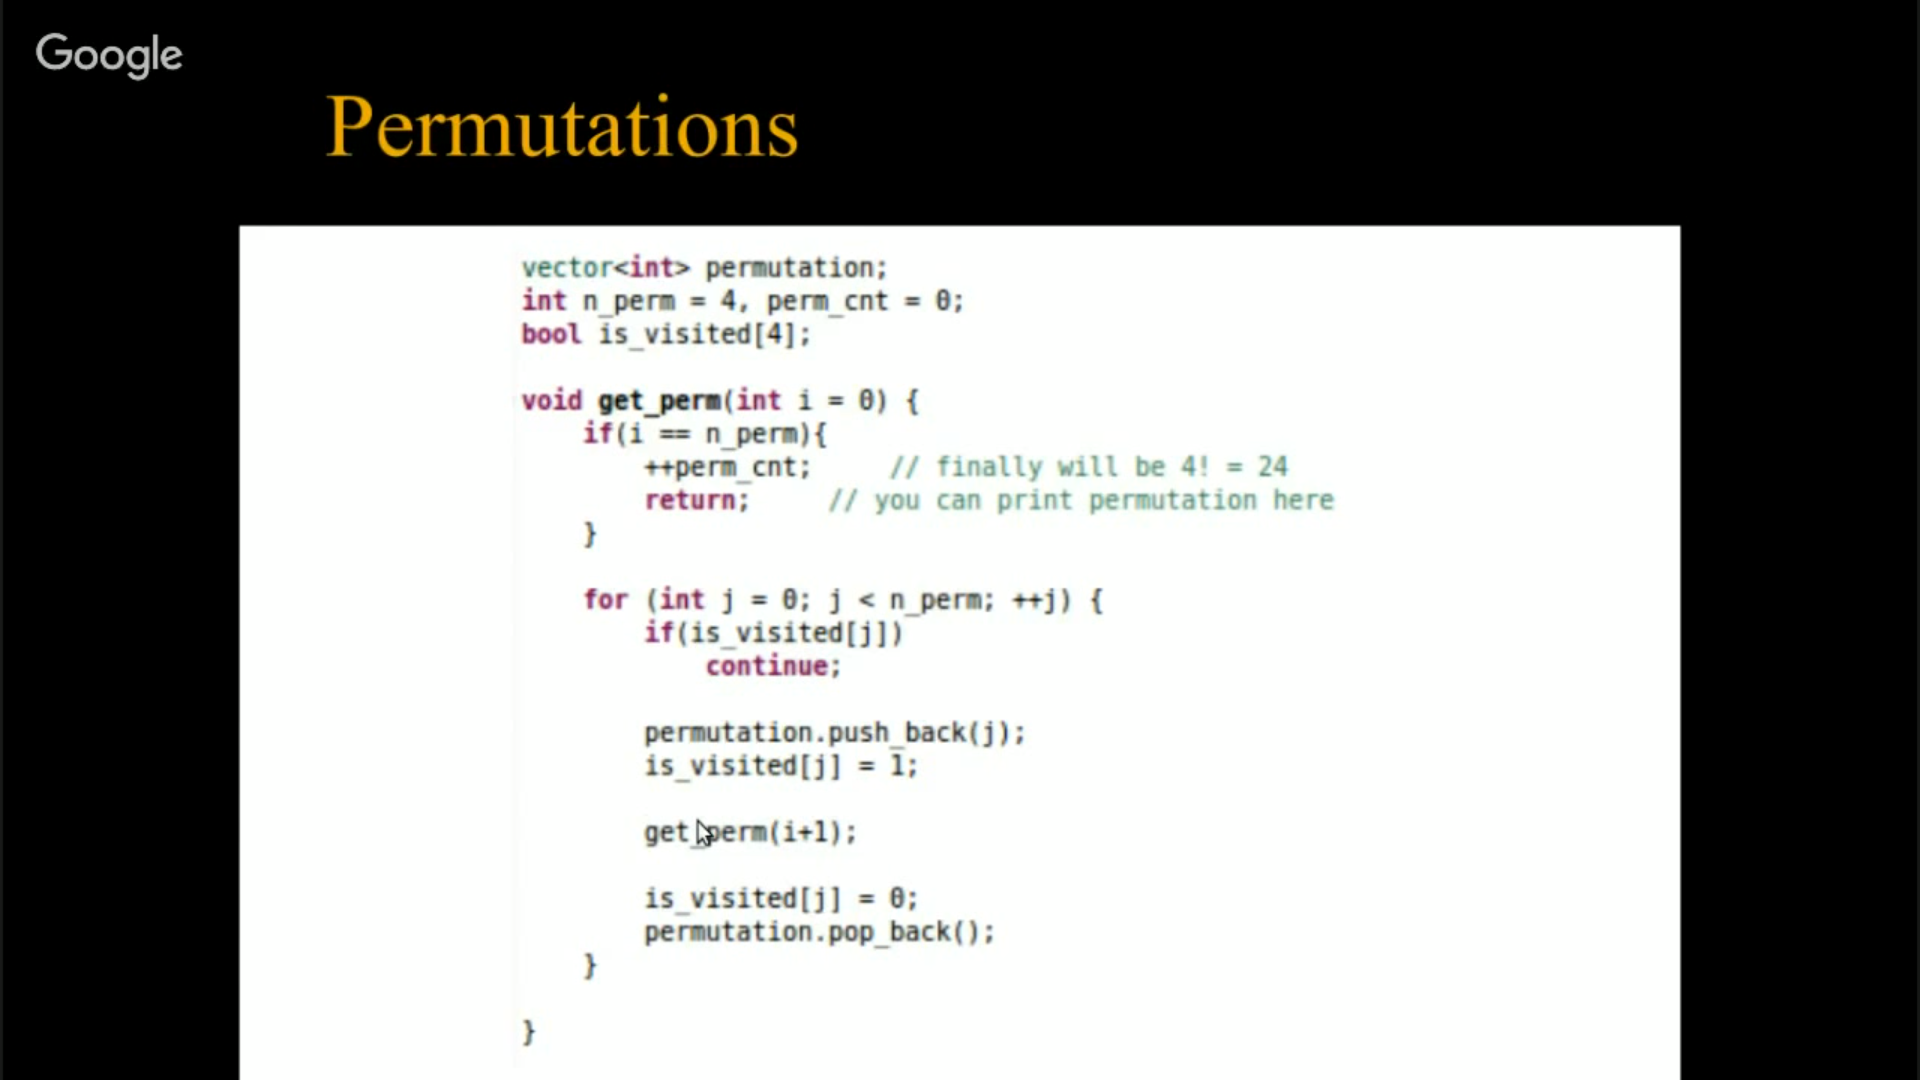 Google
Permutations
vector<int> permutation;
int n_perm = 4, perm_cnt = 0;
bool is_visited[4];
void get_perm(int i = 0) {
if(i == n_perm){
++perm_cnt; // finally will be 4! = 24
return; // you can print permutation here
}
for (int j = 0; j < n_perm; ++j) {
if(is_visited[j])
continue;
permutation.push_back(j);
is_visited[j] = 1;
get_perm(i+1);
is_visited[j] = 0;
permutation.pop_back();
}
}